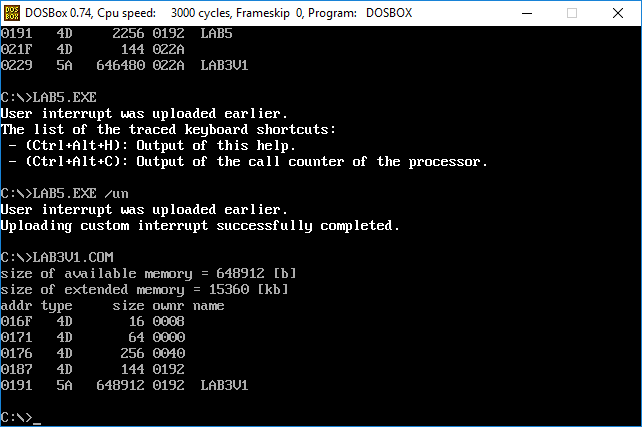 DOSBox 0.74, Cpu speed: 3000 cycles, Frameskip 0, Program: DOSBOX
0191 4D 2256 0192 LAB5
021F 4D 144 022A
0229 5A 646480 022A LAB3V1
C:\>LAB5.EXE
User interrupt was uploaded earlier.
The list of the traced keyboard shortcuts:
- (Ctrl+Alt+H): Output of this help.
- (Ctrl+Alt+C): Output of the call counter of the processor.
C:\>LAB5.EXE /un
User interrupt was uploaded earlier.
Uploading custom interrupt successfully completed.
C:\>LAB3V1.COM
size of available memory = 648912 [b]
size of extended memory = 15360 [kb]
addr type size ownr name
016F 4D 16 0008
0171 4D 64 0000
0176 4D 256 0040
0187 4D 144 0192
0191 5A 648912 0192 LAB3V1
C:\>_